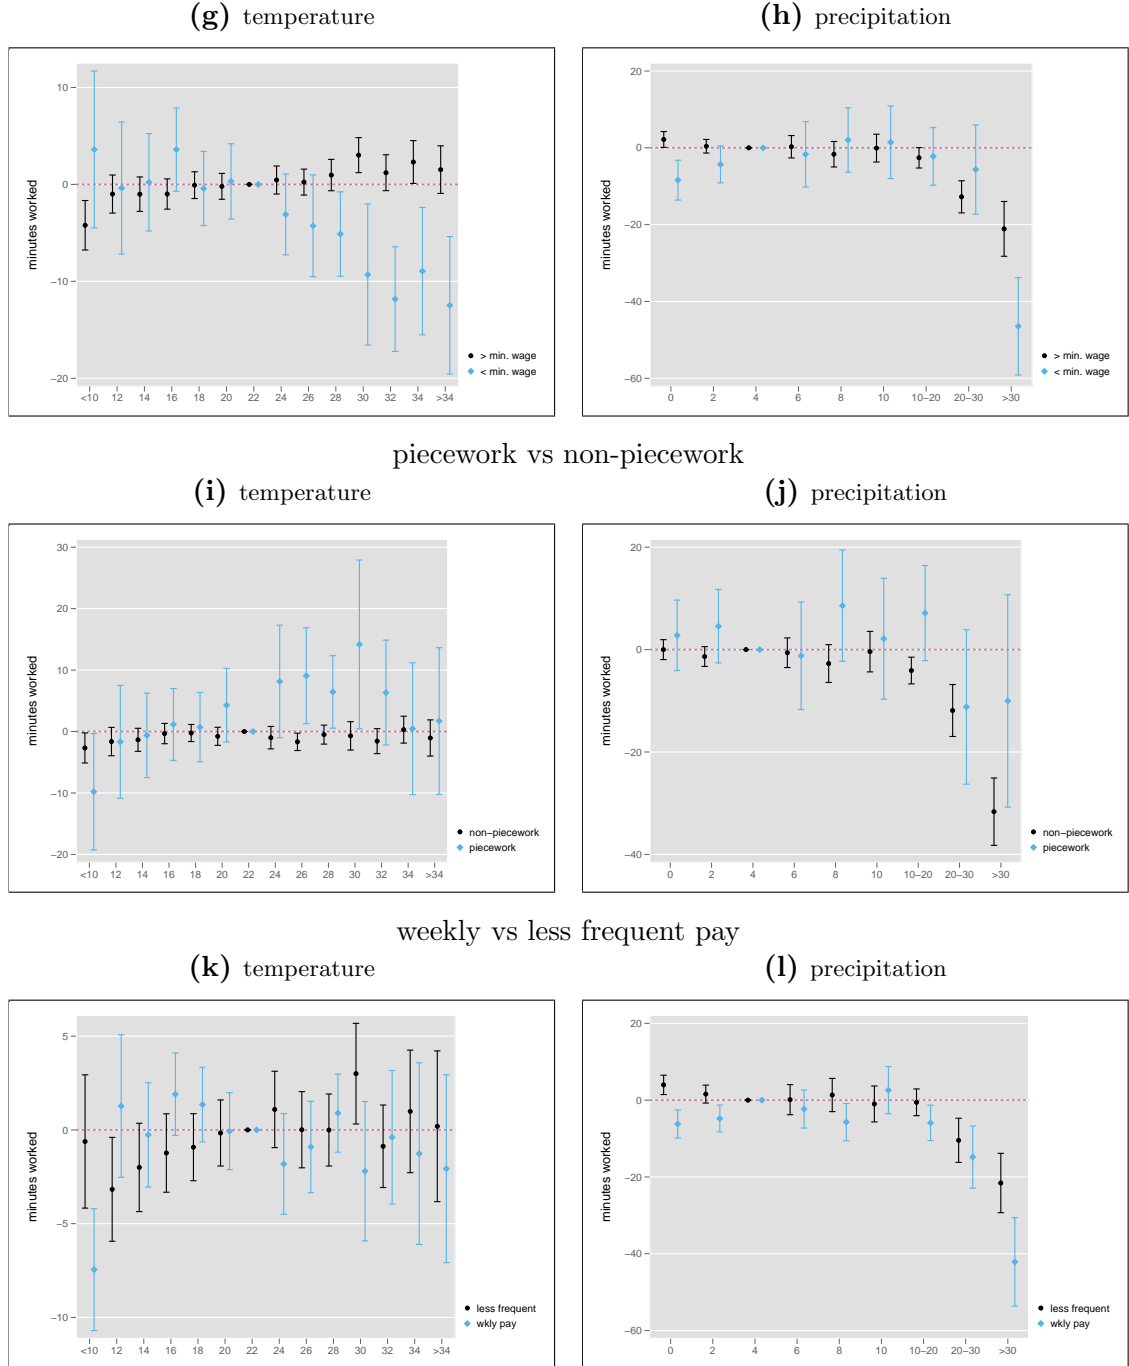 (g) temperature
(h) precipitation
10
0
−10
−20
minutes worked
<10 12 14 16 18 20 22 24 26 28 30 32 34 >34
> min. wage
< min. wage
20
0
−20
−40
−60
minutes worked
0 2 4 6 8 10 10−20 20−30 >30
> min. wage
< min. wage
piecework vs non-piecework
(i) temperature
(j) precipitation
30
20
10
0
−10
−20
minutes worked
<10 12 14 16 18 20 22 24 26 28 30 32 34 >34
non−piecework
piecework
20
0
−20
−40
minutes worked
0 2 4 6 8 10 10−20 20−30 >30
non−piecework
piecework
weekly vs less frequent pay
(k) temperature
(l) precipitation
5
0
−5
−10
minutes worked
<10 12 14 16 18 20 22 24 26 28 30 32 34 >34
less frequent
wkly pay
20
0
−20
−40
−60
minutes worked
0 2 4 6 8 10 10−20 20−30 >30
less frequent
wkly pay